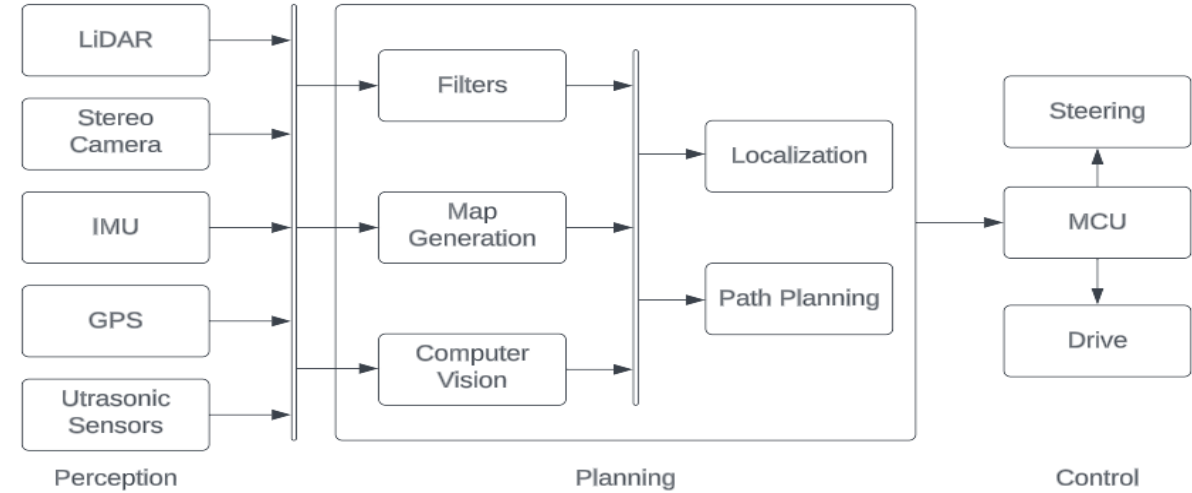 LiDAR
Stereo
Camera
IMU
GPS
Utrasonic
Sensors
Perception
Filters
Map
Generation
Computer
Vision
Localization
Path Planning
Planning
Steering
MCU
Drive
Control